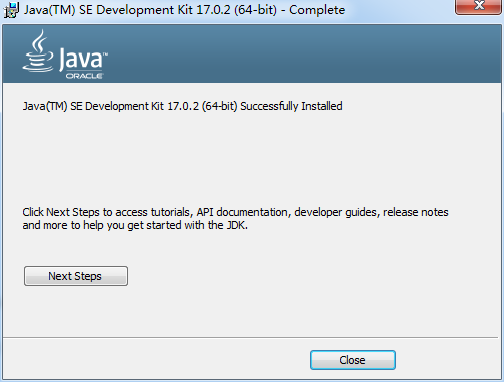 Java(TM) SE Development Kit 17.0.2 (64-bit) - Complete
Java™
ORACLE
Java(TM) SE Development Kit 17.0.2 (64-bit) Successfully Installed
Click Next Steps to access tutorials, API documentation, developer guides, release notes
and more to help you get started with the JDK.
Next Steps
Close